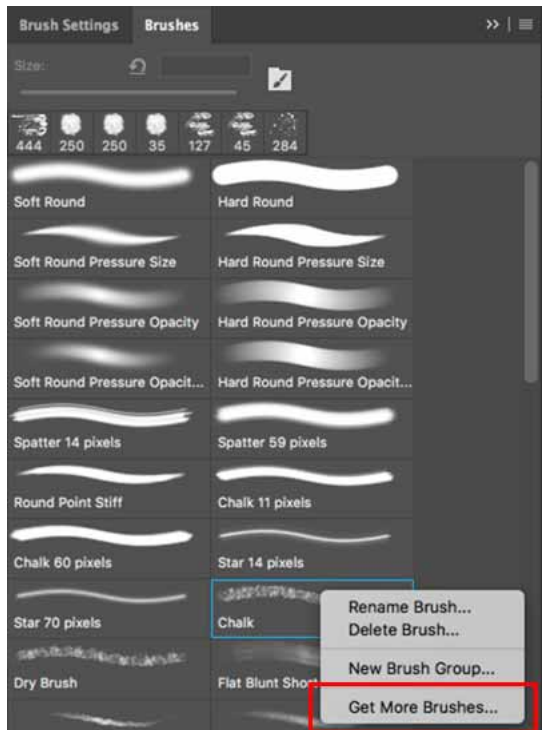 Brush Settings Brushes
Size:
444 250 250 35 127 45 284
Soft Round Hard Round
Soft Round Pressure Size Hard Round Pressure Size
Soft Round Pressure Opacity Hard Round Pressure Opacity
Soft Round Pressure Opacit... Hard Round Pressure Opacit...
Spatter 14 pixels Spatter 59 pixels
Round Point Stiff Chalk 11 pixels
Chalk 60 pixels Star 14 pixels
Star 70 pixels Chalk
Rename Brush...
Delete Brush...
New Brush Group...
Dry Brush Flat Blunt Short
Get More Brushes...